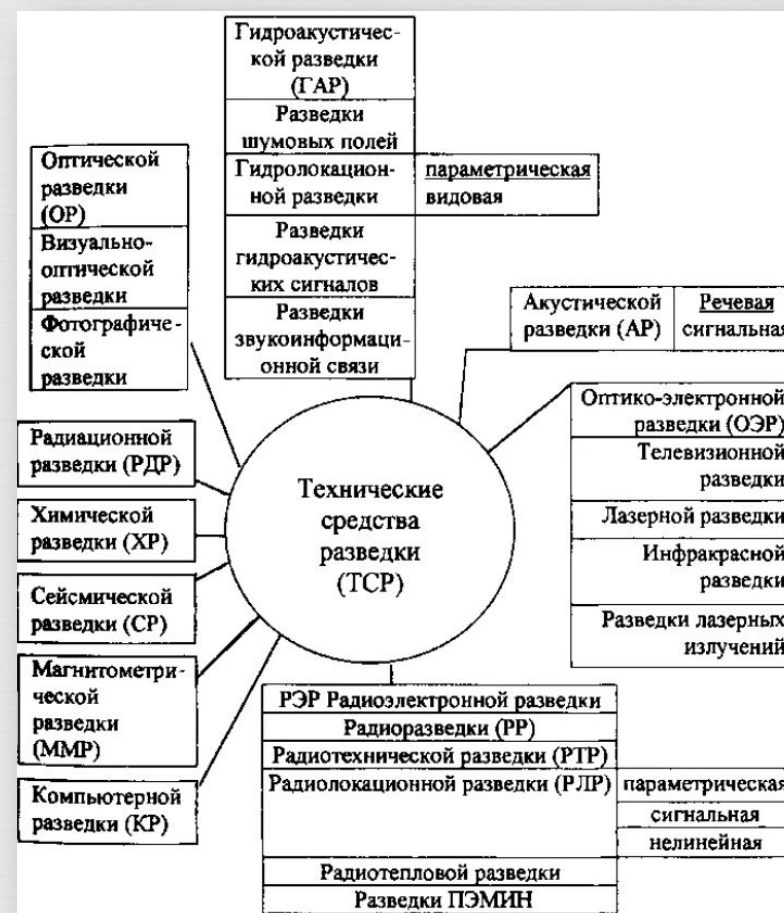 Гидроакустичес-
кой разведки
(ГАР)
Разведки
шумовых полей
Гидролокацион-
ной разведки
параметрическая
видовая
Разведки
гидроакустичес-
ких сигналов
Разведки
звукоинформаци-
онной связи
Оптической
разведки
(ОР)
Визуально-
оптической
разведки
Фотографиче-
ской
разведки
Акустической
разведки (АР)
Речевая
сигнальная
Оптико-электронной
разведки (ОЭР)
Телевизионной
разведки
Лазерной разведки
Инфракрасной
разведки
Разведки лазерных
излучений
Радиационной
разведки (РДР)
Химической
разведки (ХР)
Сейсмической
разведки (СР)
Магнитометри-
ческой
разведки
(ММР)
Компьютерной
разведки (КР)
Технические
средства
разведки
(ТСР)
РЭР Радиоэлектронной разведки
Радиоразведки (РР)
Радиотехнической разведки (РТР)
Радиолокационной разведки (РЛР)
параметрическая
сигнальная
нелинейная
Радиотепловой разведки
Разведки ПЭМИН